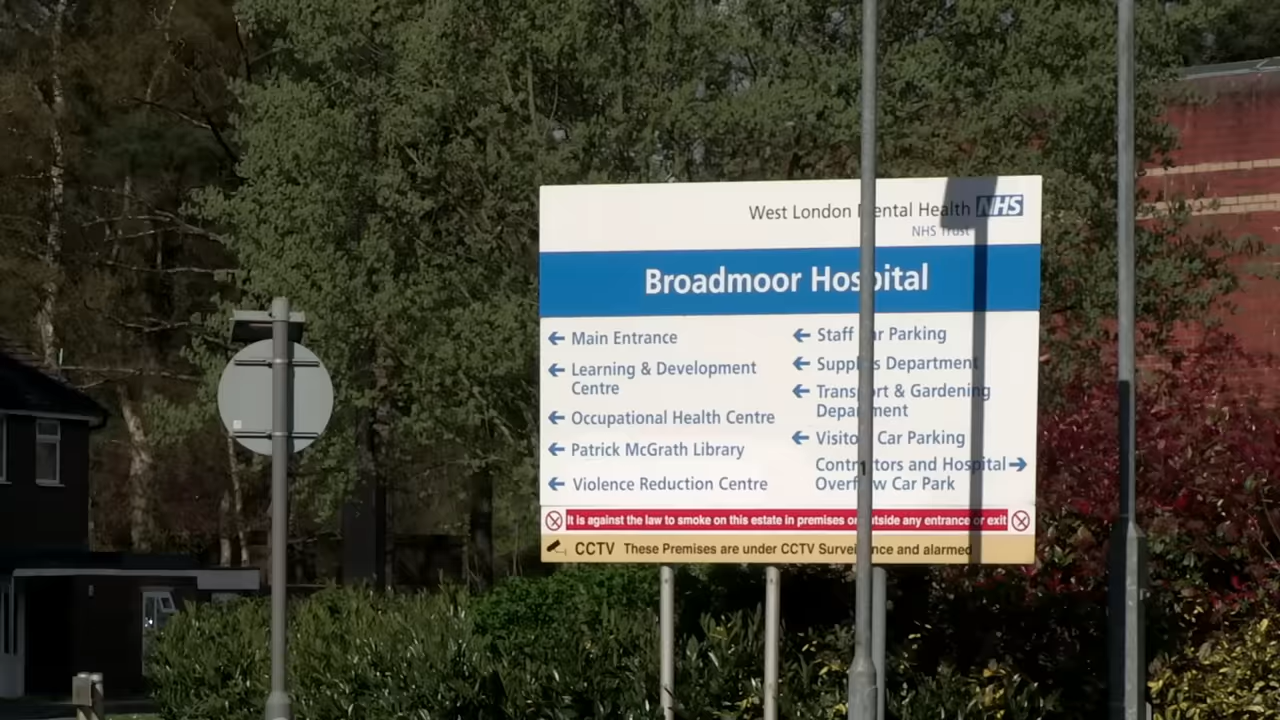 West London Mental Health NHS
NHS Trust
Broadmoor Hospital
Main Entrance
Learning & Development
Centre
Occupational Health Centre
Patrick McGrath Library
Violence Reduction Centre
Staff Car Parking
Supplies Department
Transport & Gardening
Department
Visitor Car Parking
Contractors and Hospital
Overflow Car Park
It is against the law to smoke on this estate in premises or outside any entrance or exit
CCTV These Premises are under CCTV Surveillance and alarmed